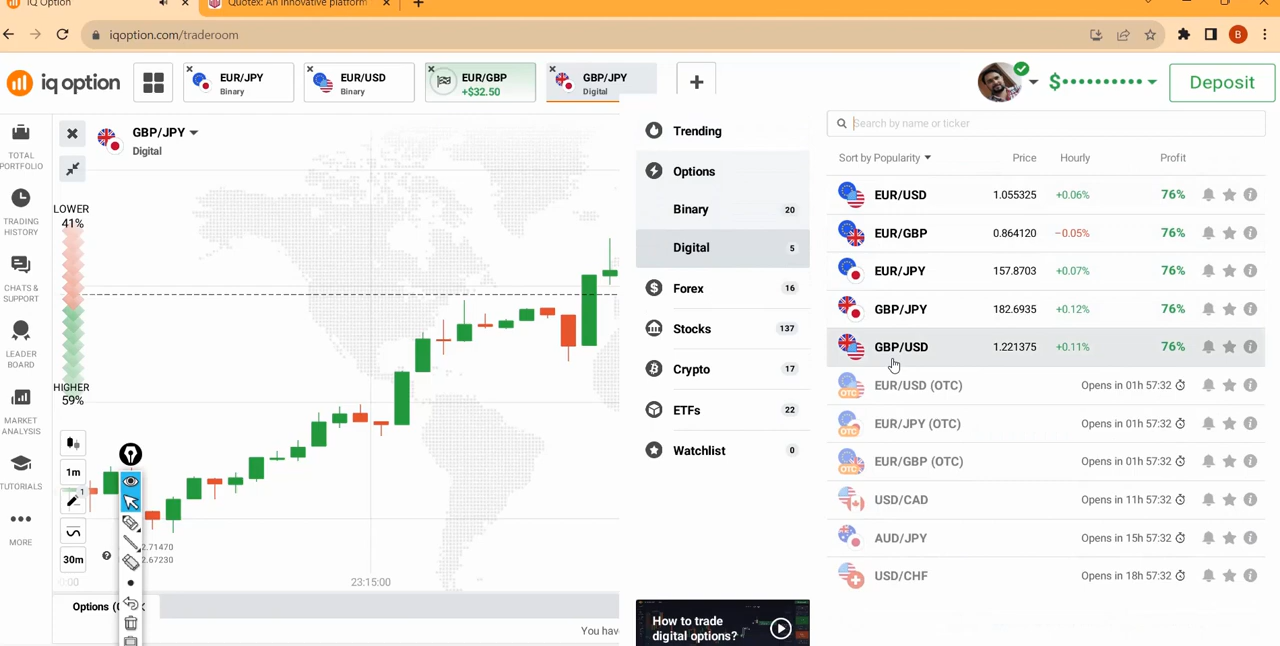 IQ Option
Quotex: An innovative platform
iqoption.com/traderoom
B
iq option
EUR/JPY
Binary
EUR/USD
Binary
EUR/GBP
+$32.50
GBP/JPY
Digital
$••••••••••
Deposit
TOTAL
PORTFOLIO
TRADING
HISTORY
CHATS &
SUPPORT
LEADER
BOARD
MARKET
ANALYSIS
TUTORIALS
MORE
GBP/JPY
Digital
LOWER
41%
HIGHER
59%
1m
1
30m
2.71470
2.67230
:00
23:15:00
Options (
You hav
Trending
Options
Binary 20
Digital 5
Forex 16
Stocks 137
Crypto 17
ETFs 22
Watchlist 0
How to trade
digital options?
Search by name or ticker
Sort by Popularity Price Hourly Profit
EUR/USD 1.055325 +0.06% 76%
EUR/GBP 0.864120 −0.05% 76%
EUR/JPY 157.8703 +0.07% 76%
GBP/JPY 182.6935 +0.12% 76%
GBP/USD 1.221375 +0.11% 76%
OTC EUR/USD (OTC) Opens in 01h 57:32
OTC EUR/JPY (OTC) Opens in 01h 57:32
OTC EUR/GBP (OTC) Opens in 01h 57:32
USD/CAD Opens in 11h 57:32
AUD/JPY Opens in 15h 57:32
USD/CHF Opens in 18h 57:32